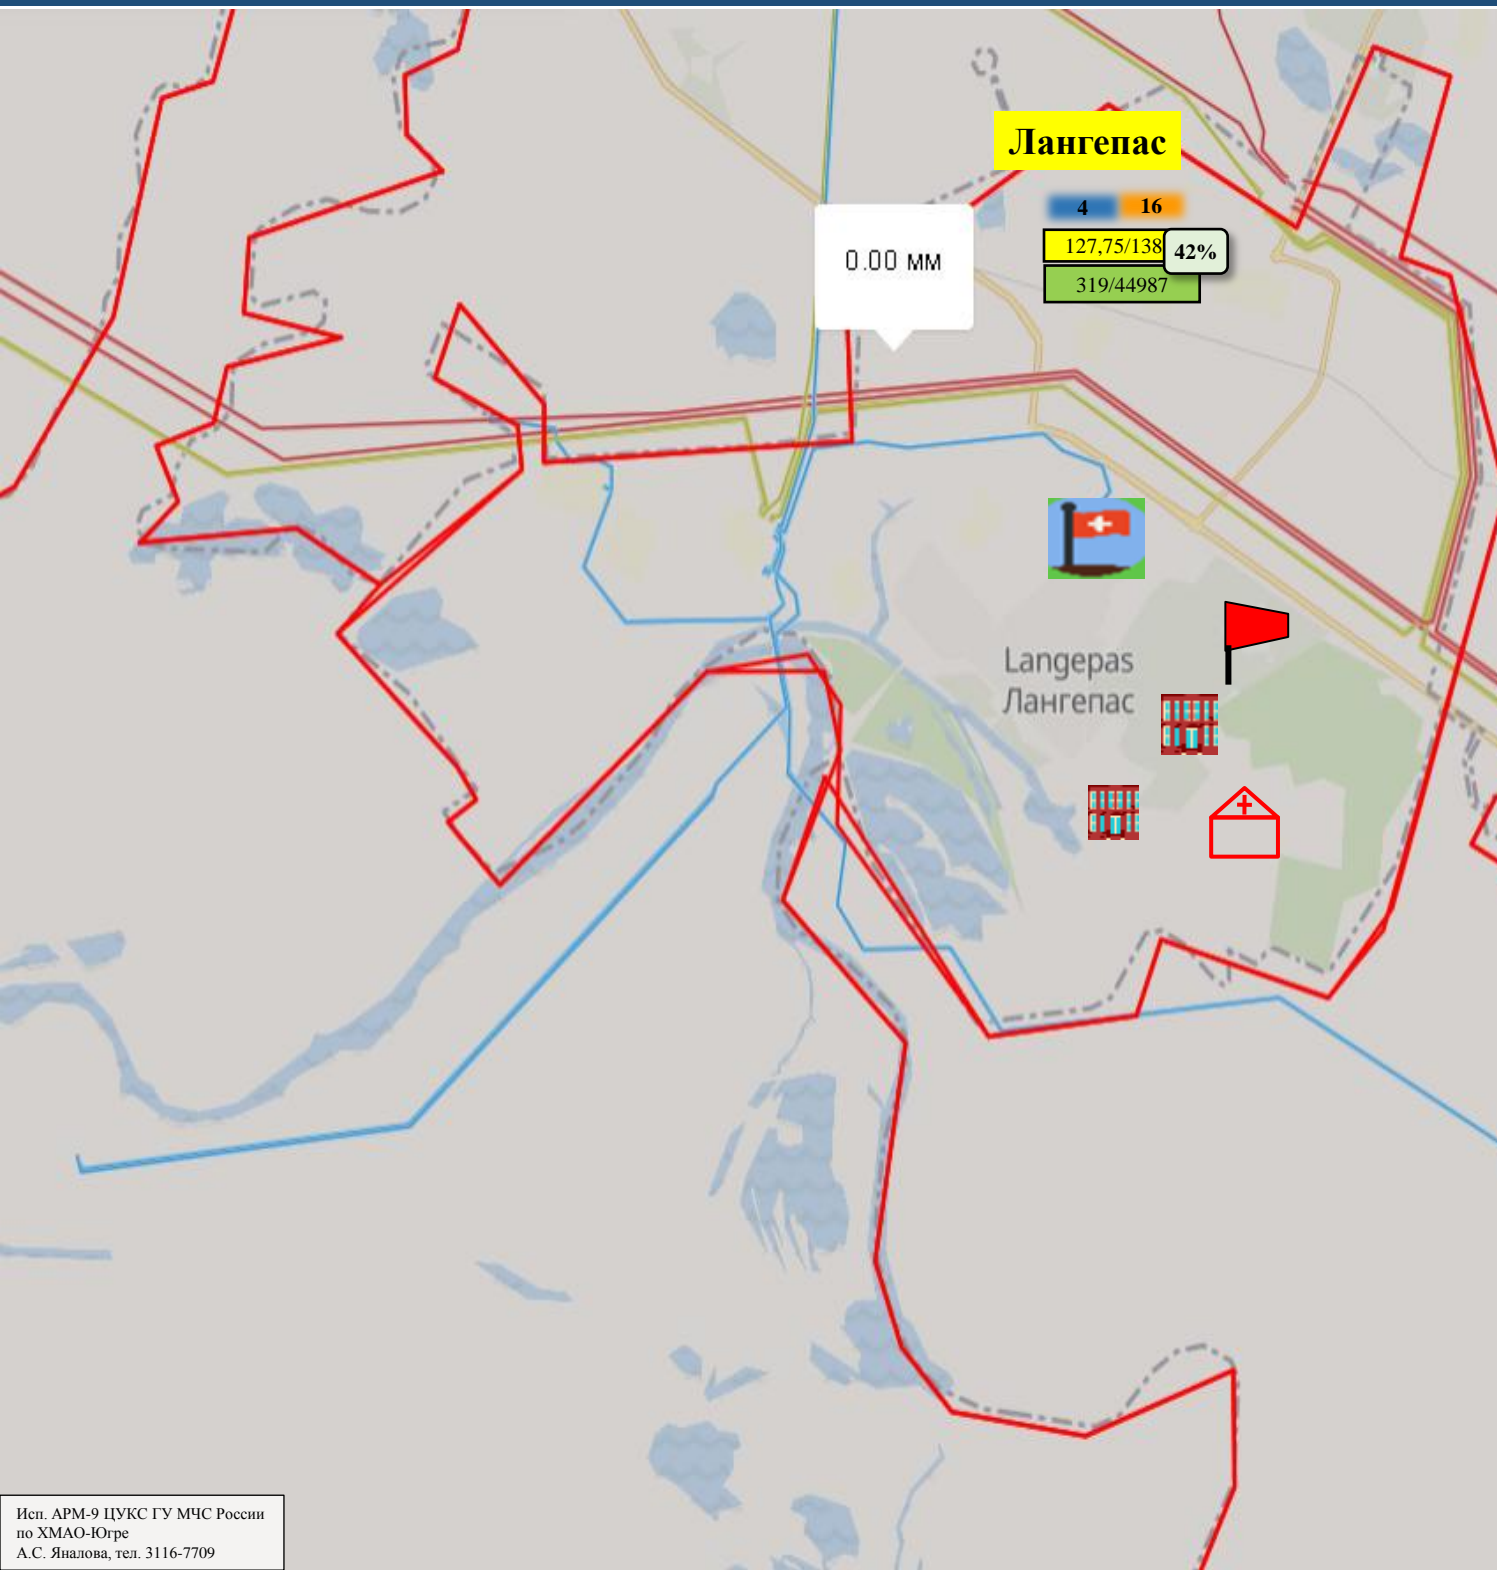 Лангепас
4 16
0.00 мм
127,75/138
42%
319/44987
Langepas
Лангепас
Исп. АРМ-9 ЦУКС ГУ МЧС России
по ХМАО-Югре
А.С. Яналова, тел. 3116-7709